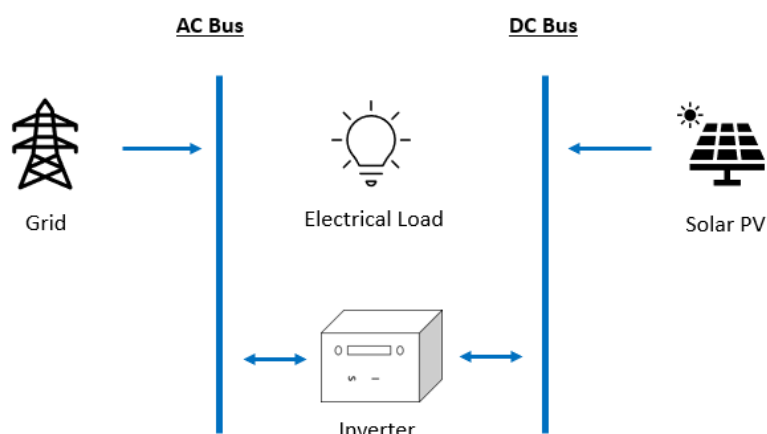 AC Bus
DC Bus
Grid
Electrical Load
Solar PV
Inverter